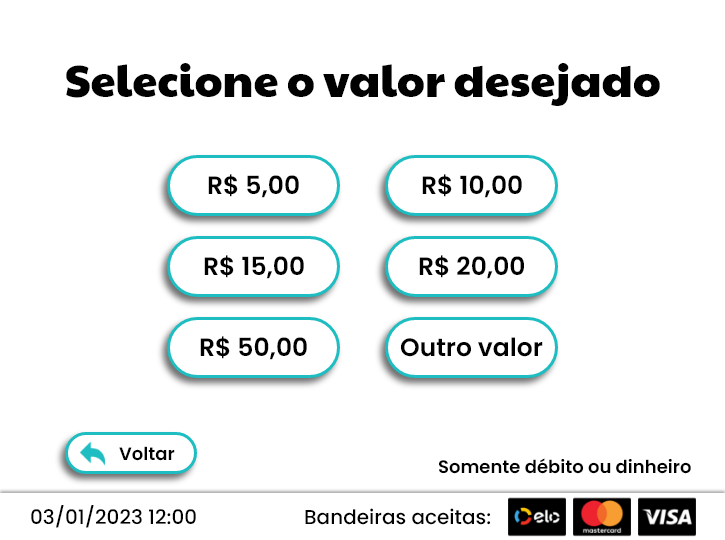 Selecione o valor desejado
R$ 5,00
R$ 10,00
R$ 15,00
R$ 20,00
R$ 50,00
Outro valor
Voltar
Somente débito ou dinheiro
03/01/2023 12:00
Bandeiras aceitas:
elo
mastercard
VISA